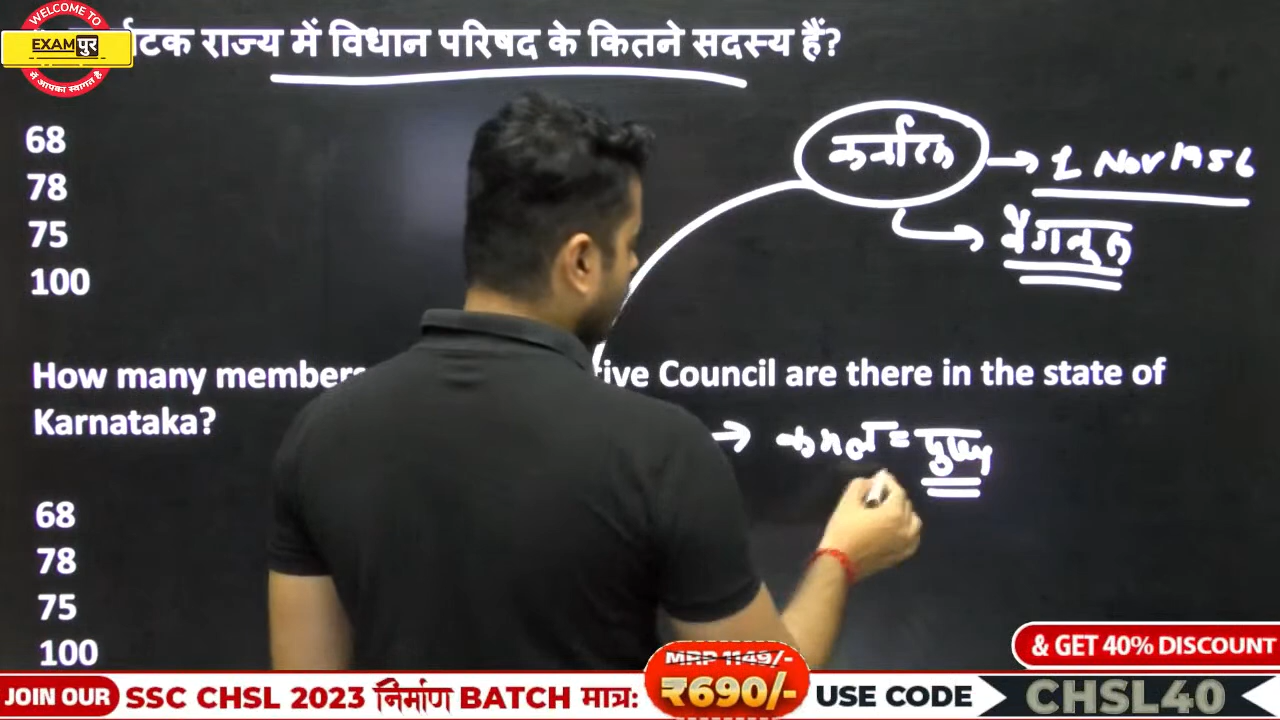 WELCOME TO
EXAMपुर
में आपका स्वागत है
र्नाटक राज्य में विधान परिषद के कितने सदस्य हैं?
68
78
75
100
कर्नाटक → 1 Nov 1956
How many members tive Council are there in the state of
Karnataka?
68
78
75
100
& GET 40% DISCOUNT
JOIN OUR SSC CHSL 2023 निर्माण BATCH मात्र: MRP 1149/- ₹690/- USE CODE CHSL40